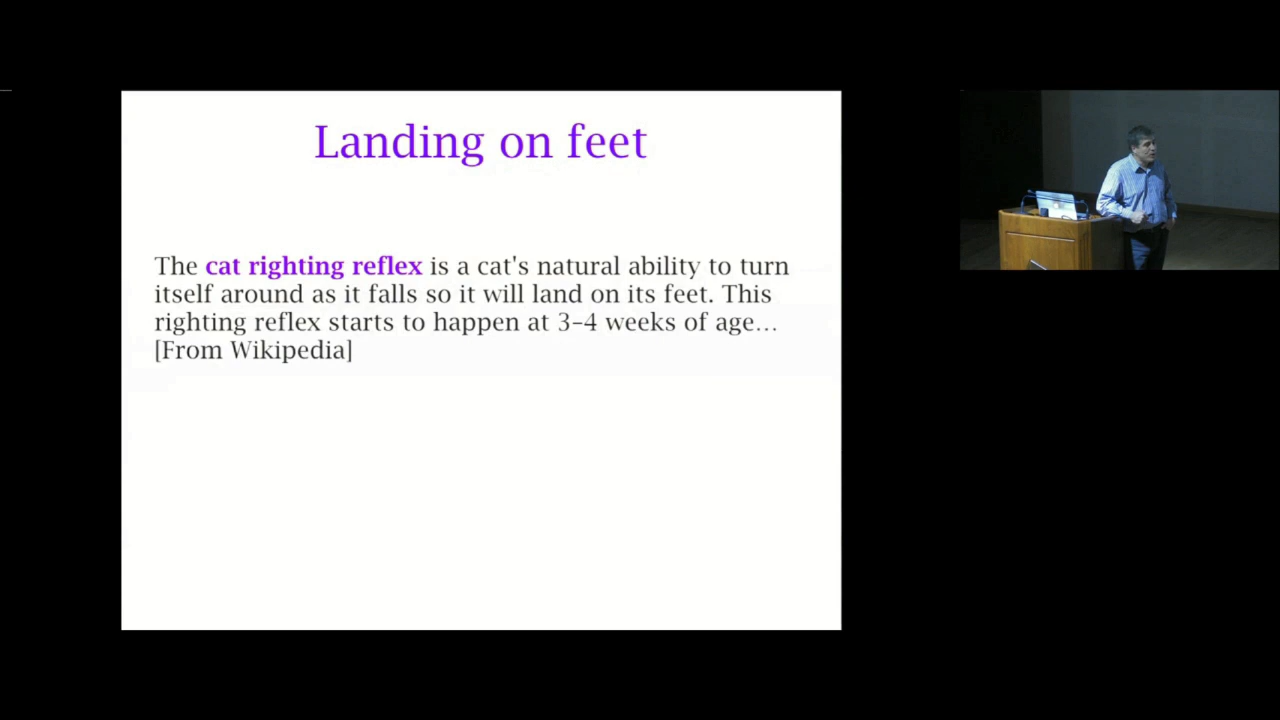 Landing on feet
The cat righting reflex is a cat's natural ability to turn
itself around as it falls so it will land on its feet. This
righting reflex starts to happen at 3–4 weeks of age…
[From Wikipedia]